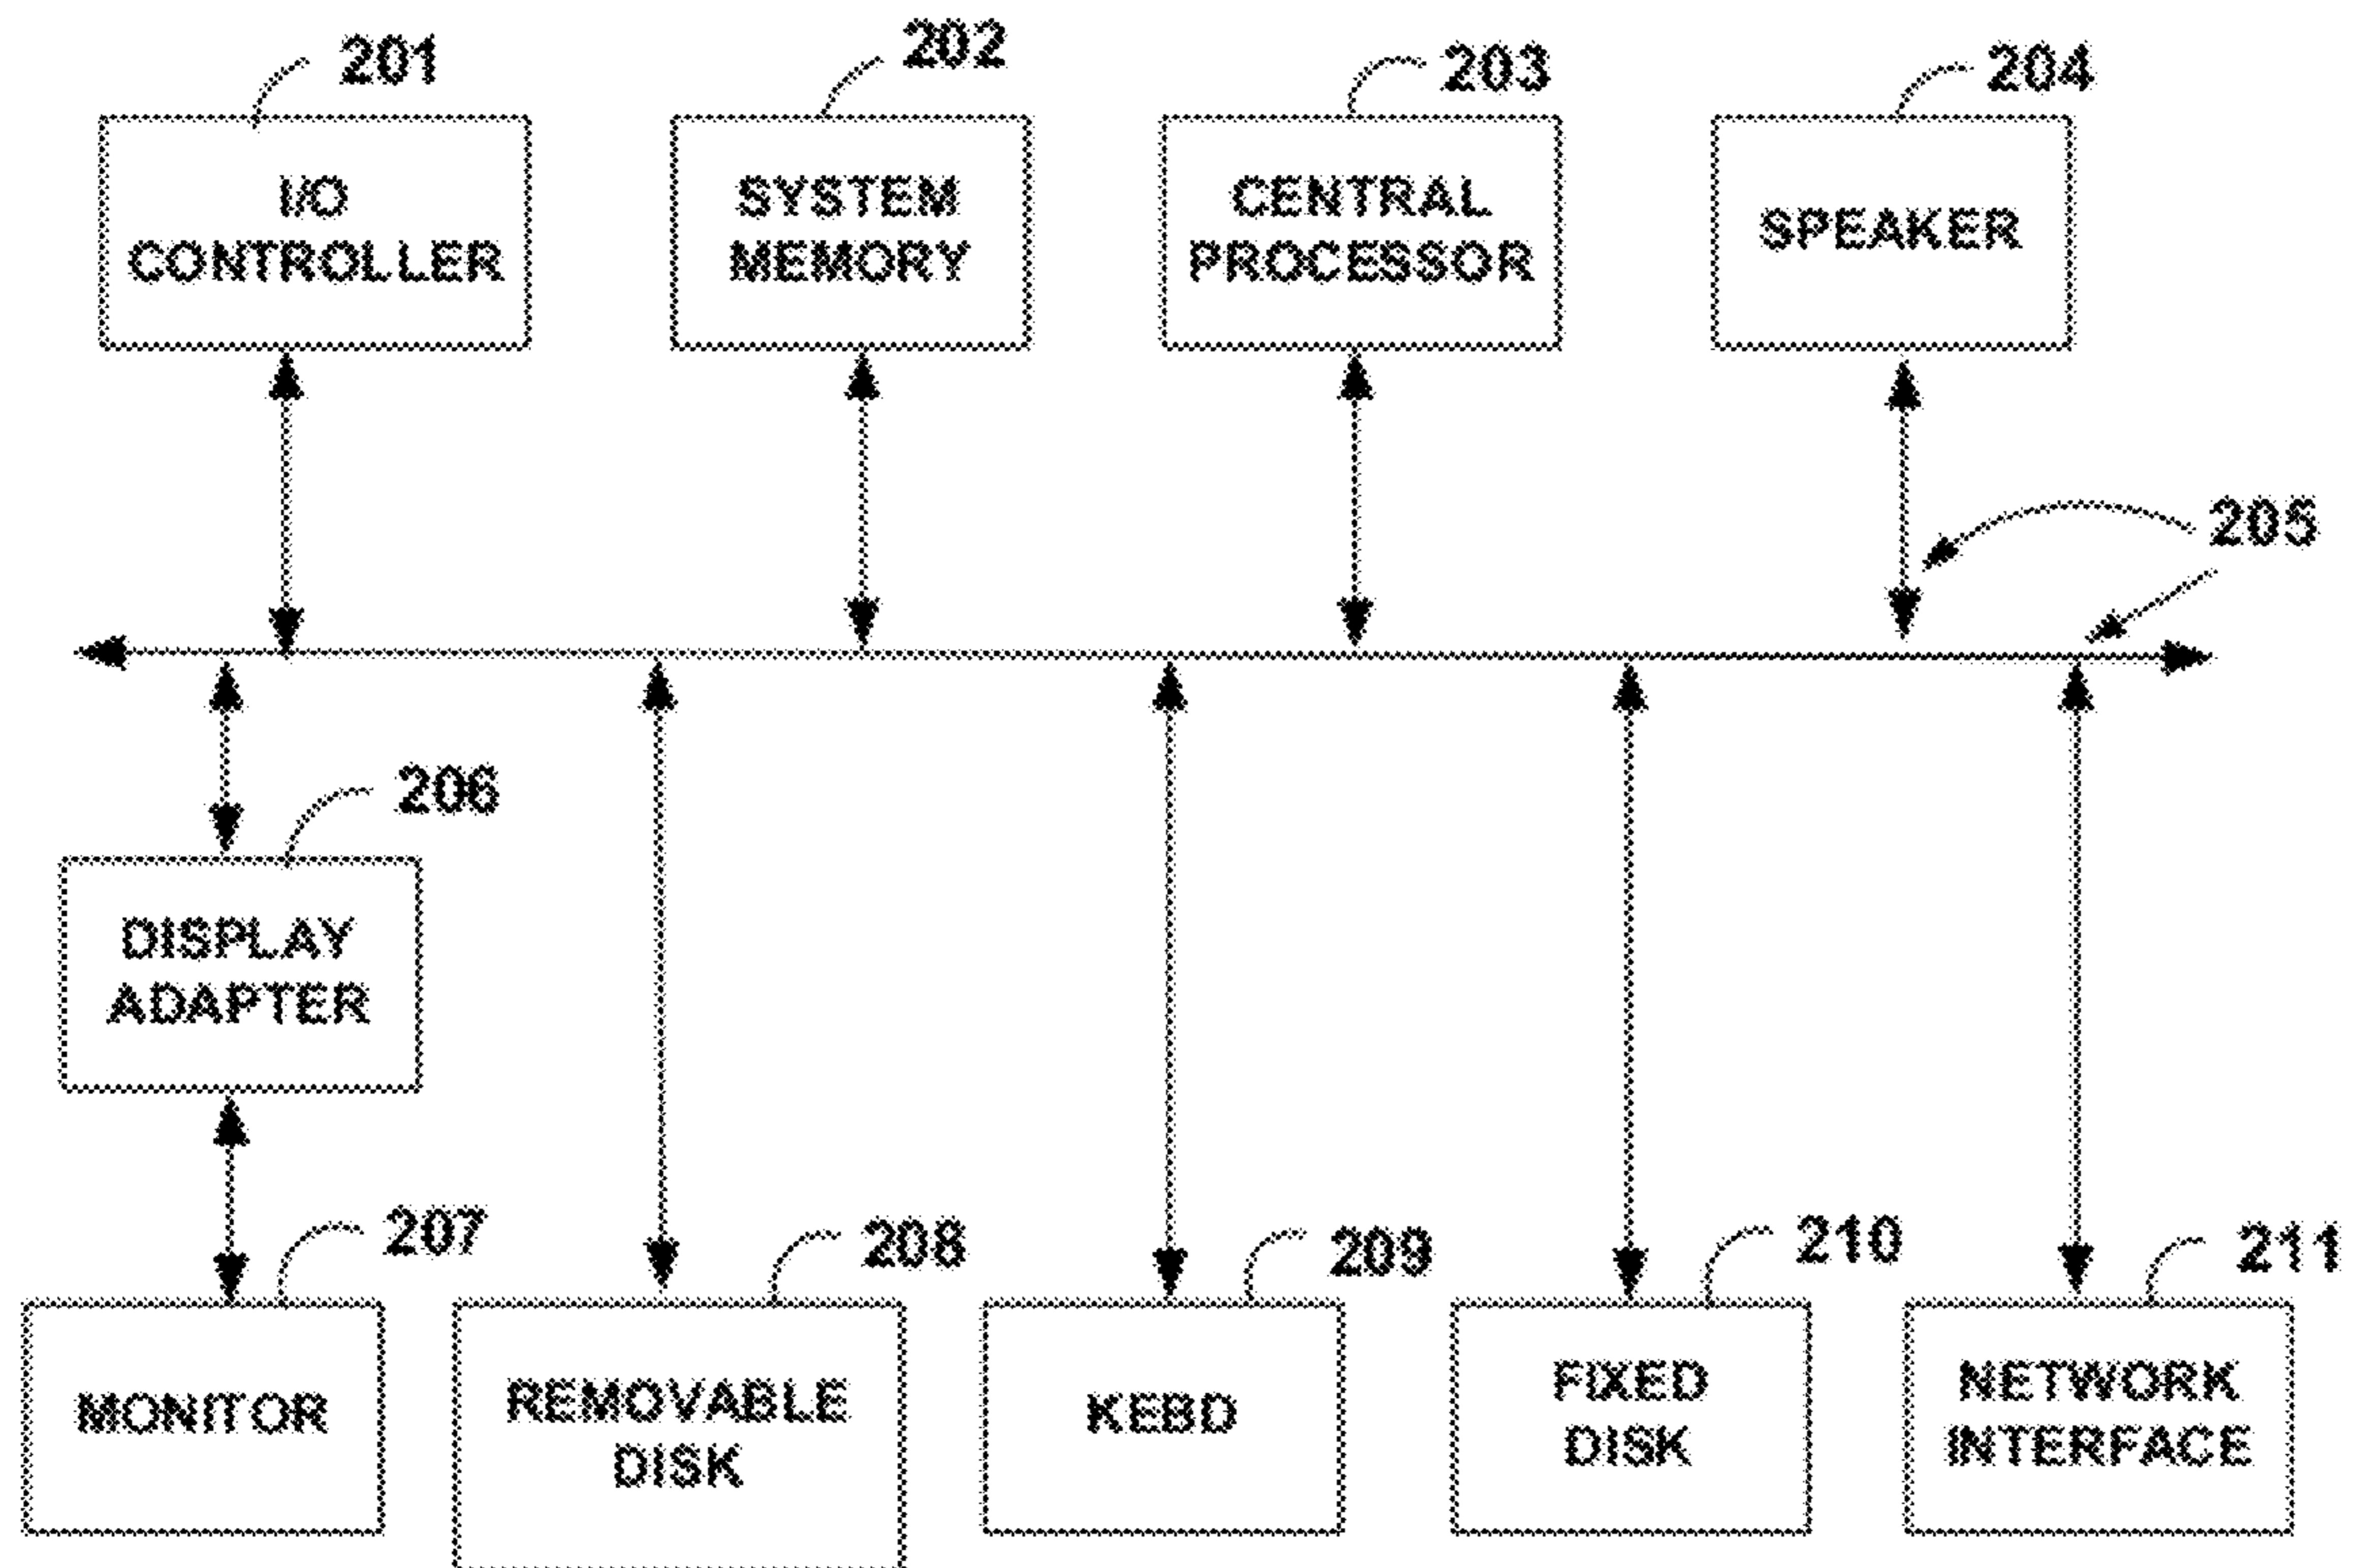 201
202
203
204
I/O
CONTROLLER
SYSTEM
MEMORY
CENTRAL
PROCESSOR
SPEAKER
205
206
DISPLAY
ADAPTER
207
208
209
210
211
MONITOR
REMOVABLE
DISK
KEBD
FIXED
DISK
NETWORK
INTERFACE